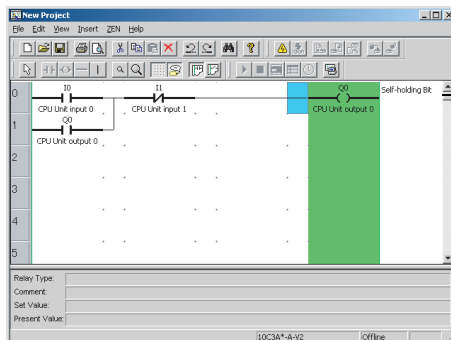 New Project
File Edit View Insert ZEN Help
0 I0 I1 Q0 Self-holding Bit
CPU Unit input 0 CPU Unit input 1 CPU Unit output 0
1 Q0
CPU Unit output 0
2
3
4
5
Relay Type:
Comment:
Set Value:
Present Value:
10C3A*-A-V2 Offline